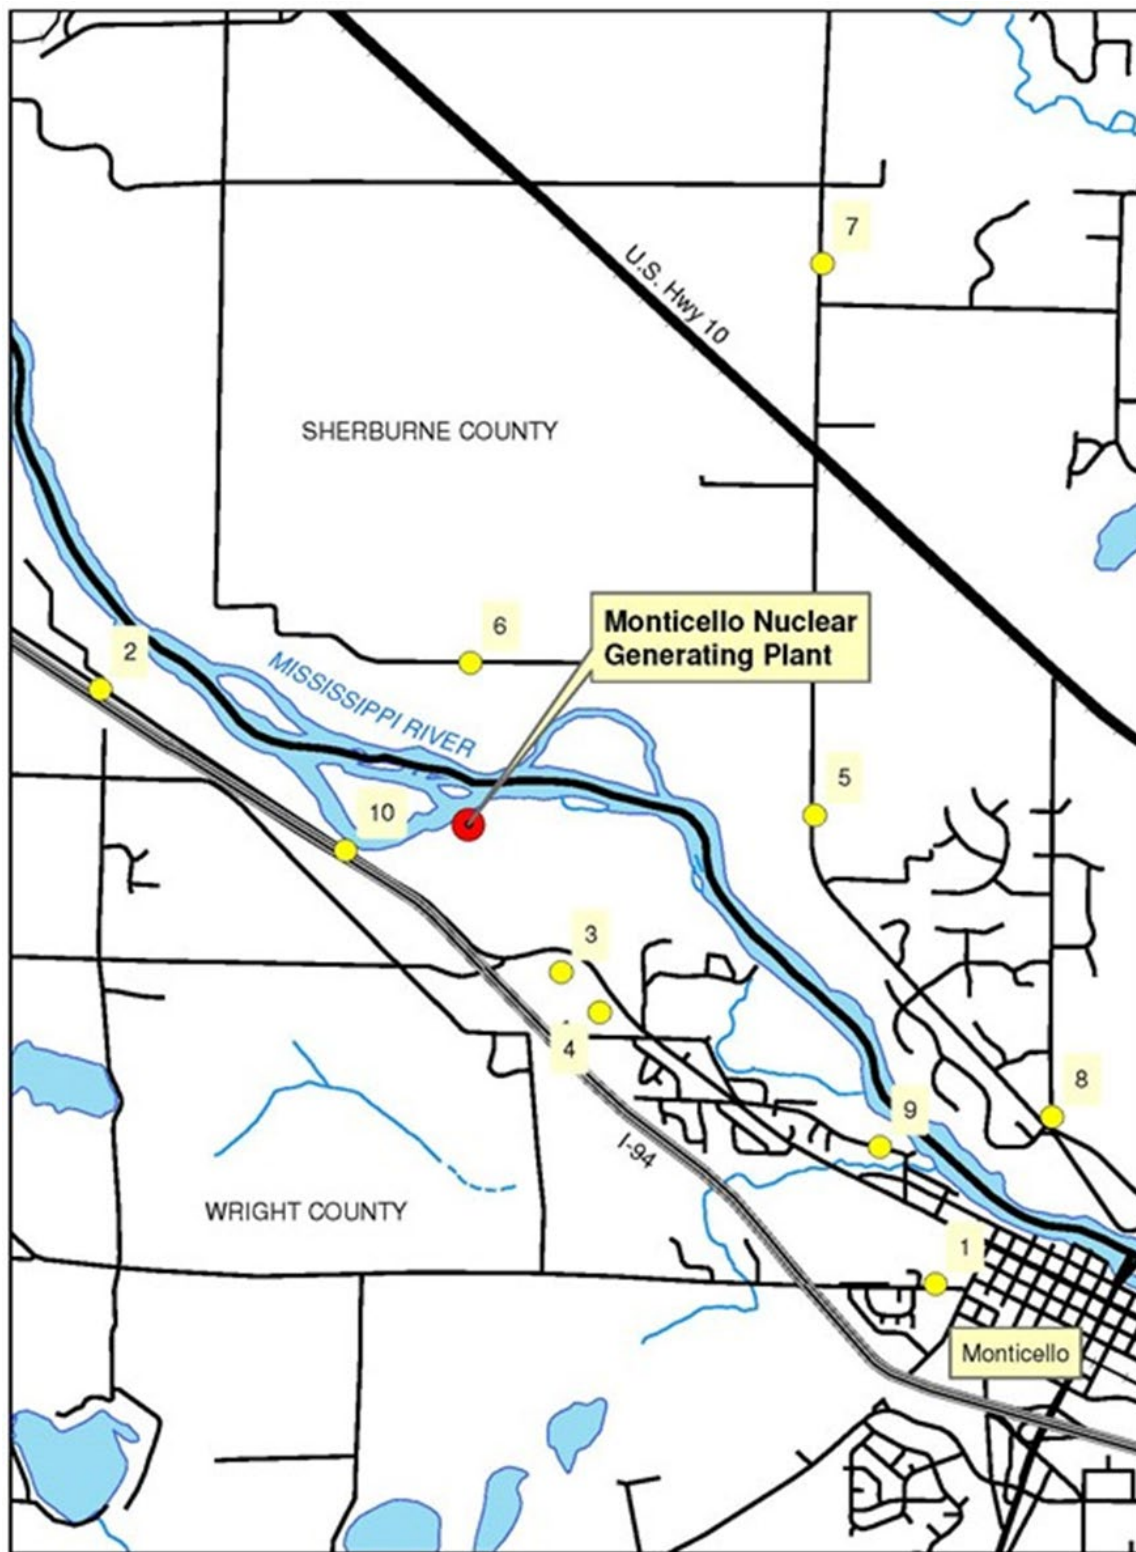 7
U.S. Hwy 10
SHERBURNE COUNTY
Monticello Nuclear
Generating Plant
6
2
MISSISSIPPI RIVER
5
10
3
4
8
9
I-94
WRIGHT COUNTY
1
Monticello